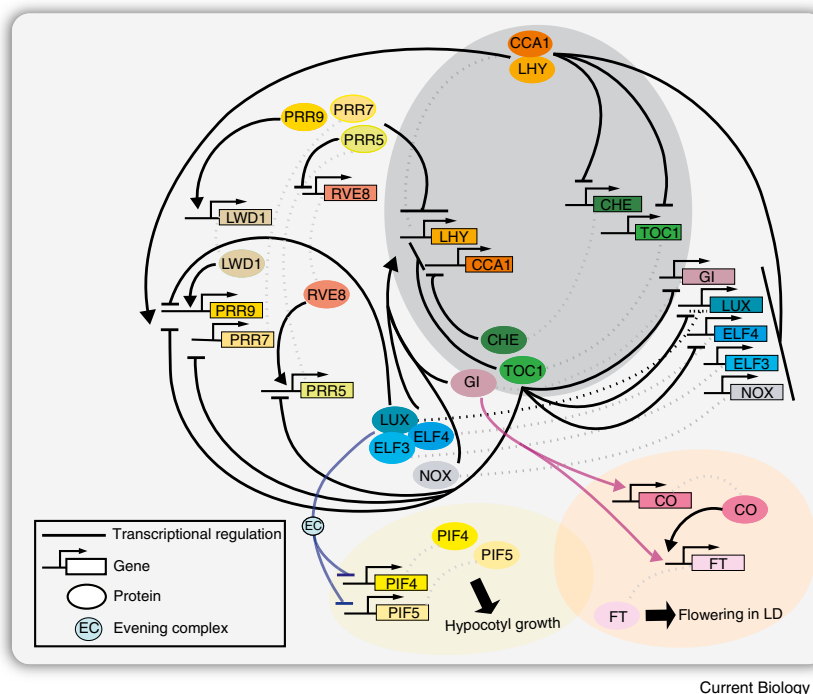 CCA1
LHY
PRR9
PRR7
PRR5
RVE8
LWD1
CHE
TOC1
LHY
CCA1
LWD1
GI
RVE8
PRR9
LUX
PRR7
ELF4
CHE
ELF3
TOC1
GI
PRR5
NOX
LUX
ELF4
ELF3
NOX
CO
CO
EC
PIF4
PIF5
FT
PIF4
PIF5
Hypocotyl growth
FT
Flowering in LD
Transcriptional regulation
Gene
Protein
EC
Evening complex
Current Biology